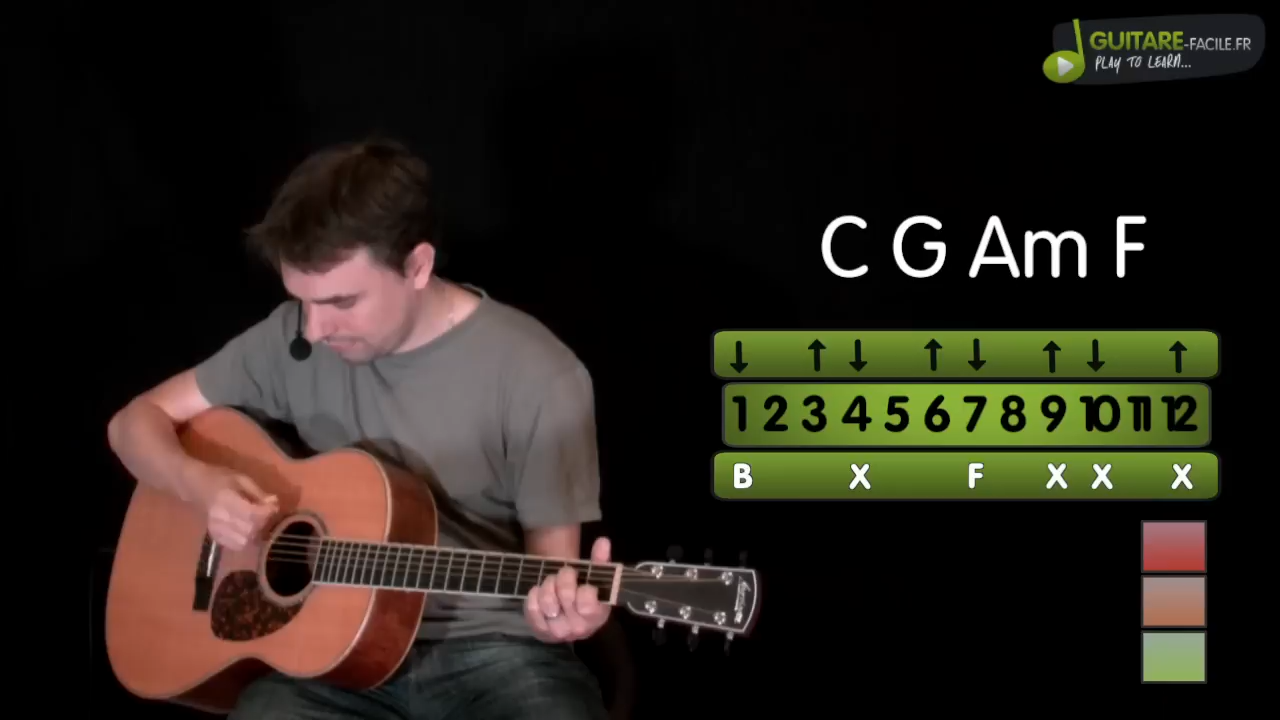 GUITARE-FACILE.FR
PLAY TO LEARN...
C G Am F
↓ ↑ ↓ ↑ ↓ ↑ ↓ ↑
1 2 3 4 5 6 7 8 9 10 11 12
B X F X X X